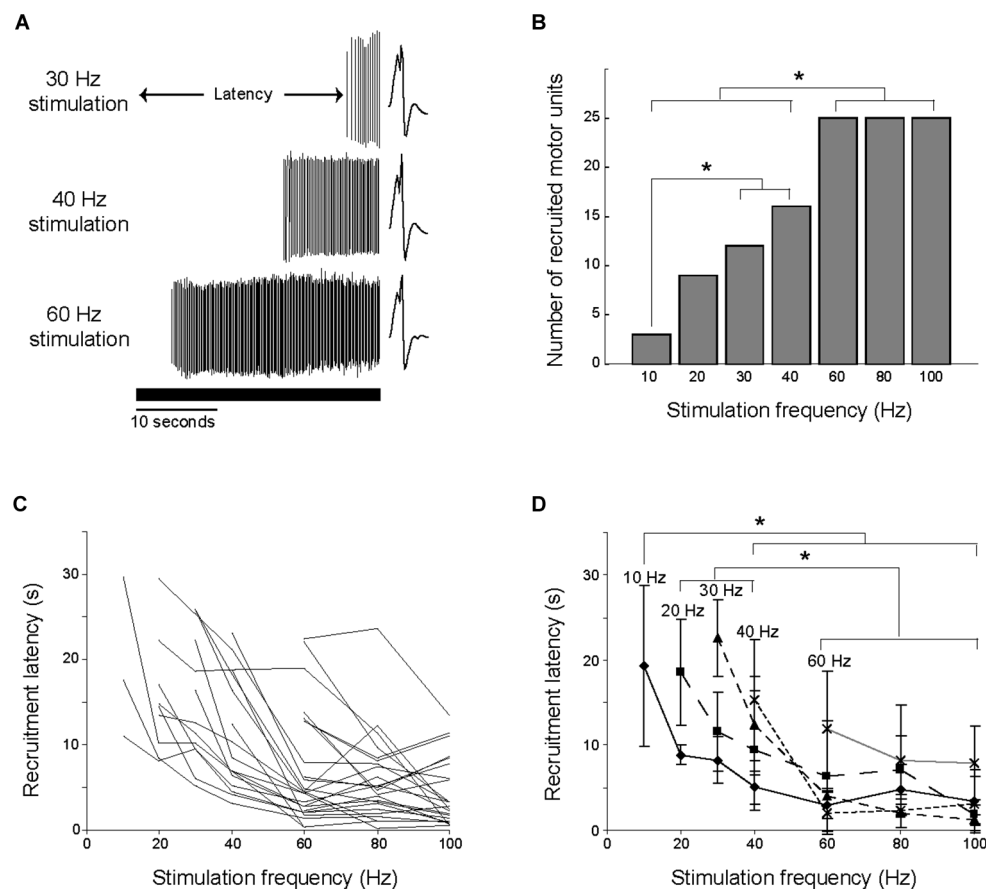 A
30 Hz
stimulation
Latency
40 Hz
stimulation
60 Hz
stimulation
10 seconds
B
Number of recruited motor units
25
20
15
10
5
0
*
*
10 20 30 40 60 80 100
Stimulation frequency (Hz)
C
Recruitment latency (s)
30
20
10
0
0 20 40 60 80 100
Stimulation frequency (Hz)
D
Recruitment latency (s)
30
20
10
0
*
*
10 Hz
20 Hz
30 Hz
40 Hz
60 Hz
0 20 40 60 80 100
Stimulation frequency (Hz)